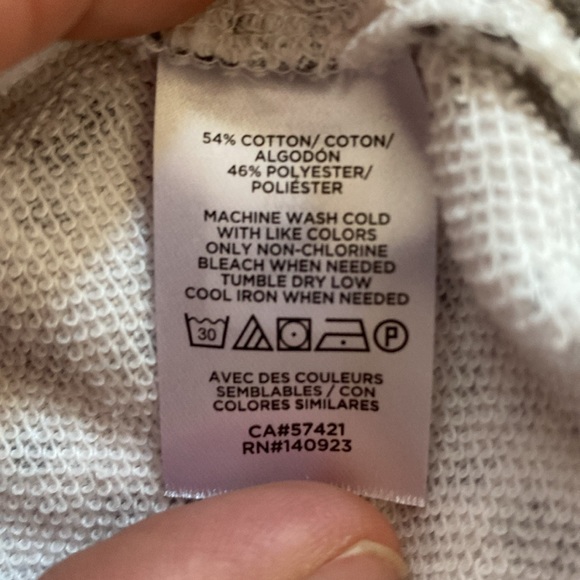 54% COTTON/ COTON/
ALGODÓN
46% POLYESTER/
POLIÉSTER
MACHINE WASH COLD
WITH LIKE COLORS
ONLY NON-CHLORINE
BLEACH WHEN NEEDED
TUMBLE DRY LOW
COOL IRON WHEN NEEDED
30 P
AVEC DES COULEURS
SEMBLABLES / CON
COLORES SIMILARES
CA#57421
RN#140923